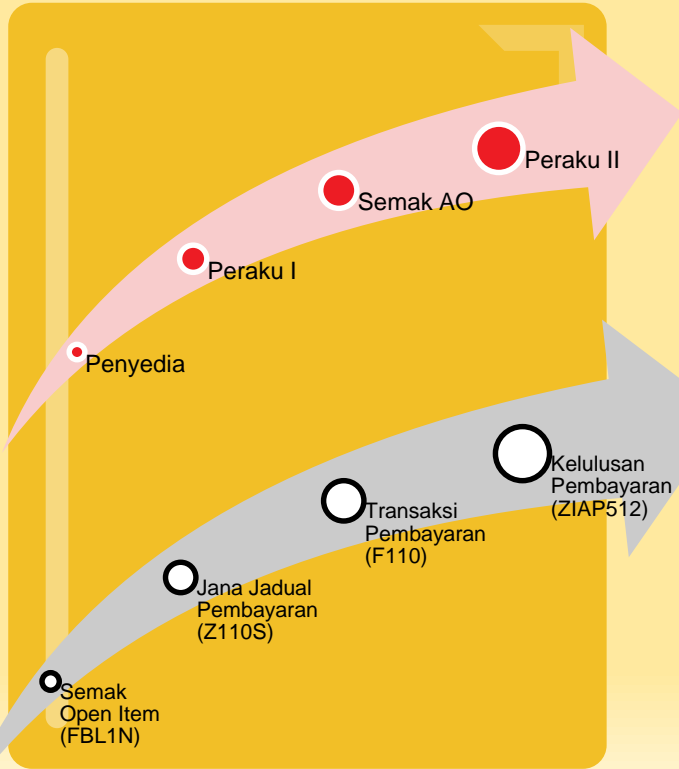 Peraku II
Semak AO
Peraku I
Penyedia
Kelulusan
Pembayaran
(ZIAP512)
Transaksi
Pembayaran
(F110)
Jana Jadual
Pembayaran
(Z110S)
Semak
Open Item
(FBL1N)